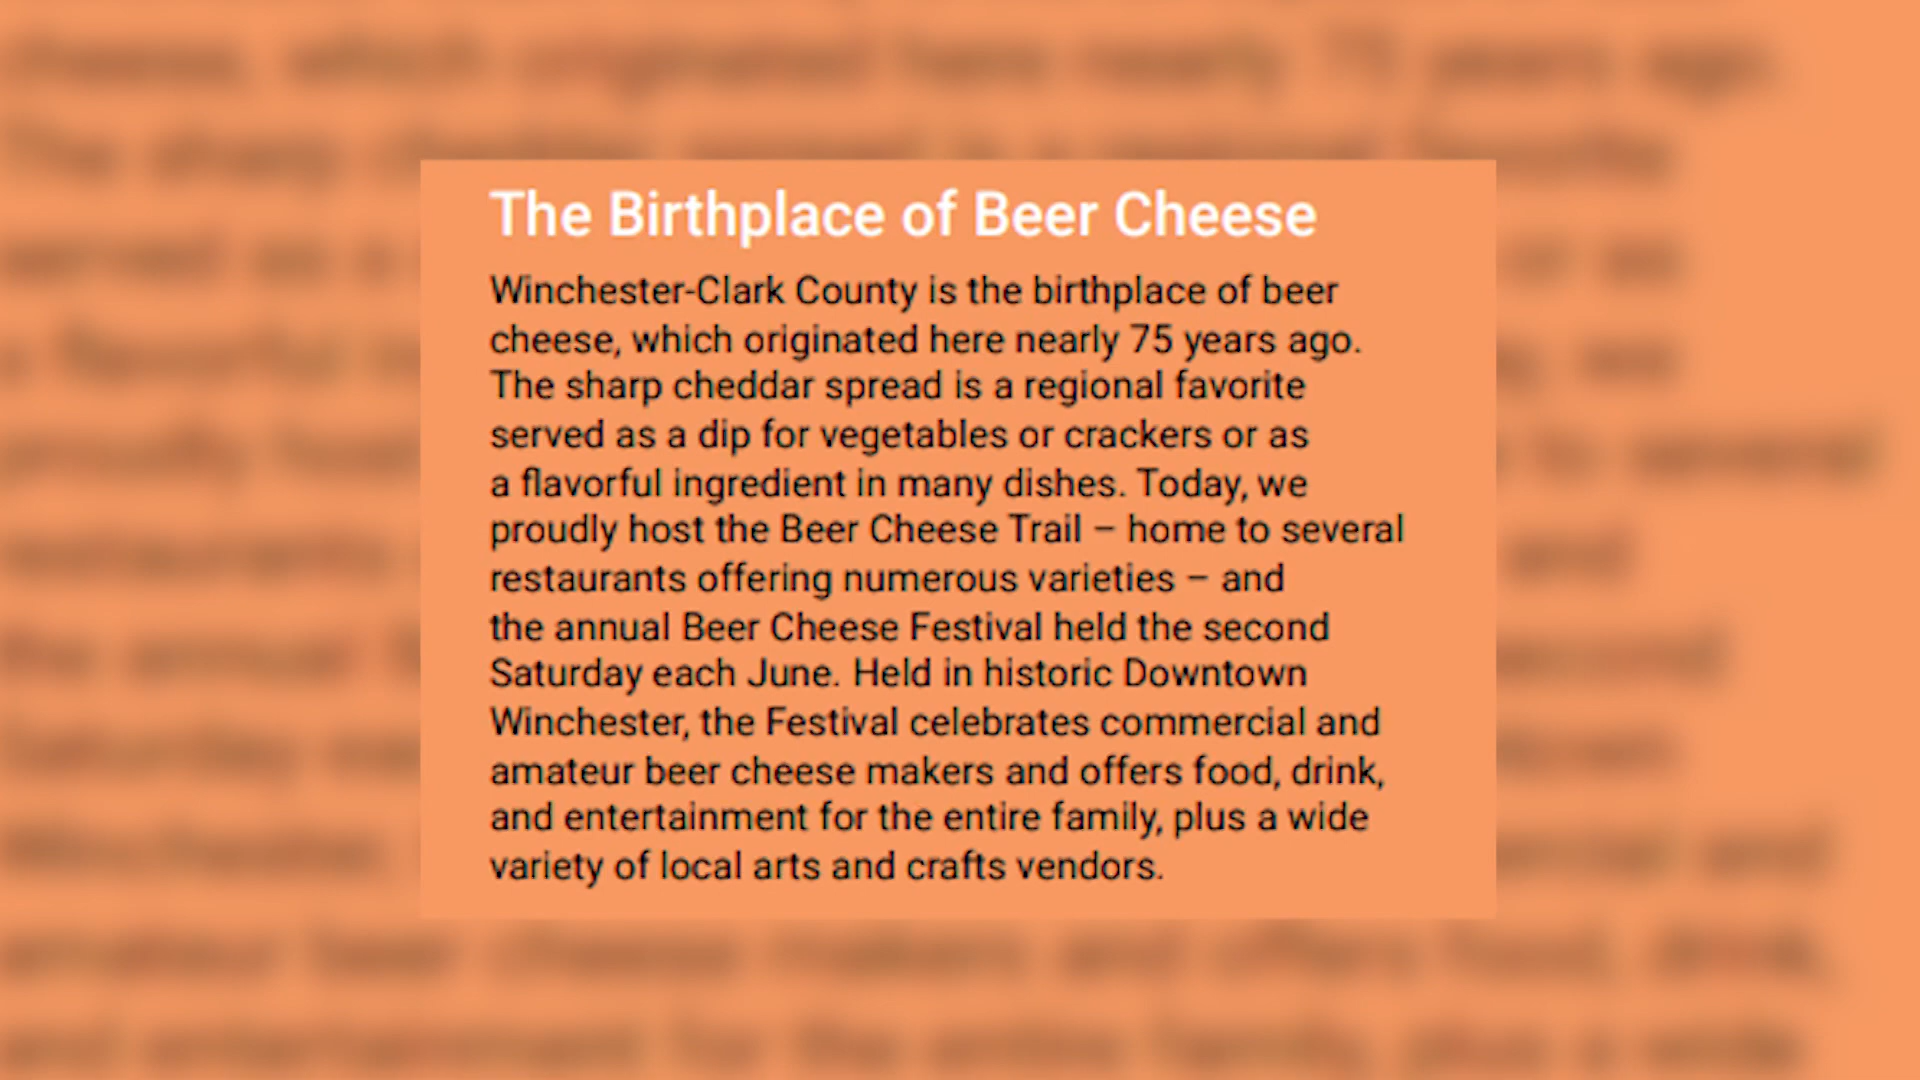 The Birthplace of Beer Cheese
Winchester-Clark County is the birthplace of beer
cheese, which originated here nearly 75 years ago.
The sharp cheddar spread is a regional favorite
served as a dip for vegetables or crackers or as
a flavorful ingredient in many dishes. Today, we
proudly host the Beer Cheese Trail – home to several
restaurants offering numerous varieties – and
the annual Beer Cheese Festival held the second
Saturday each June. Held in historic Downtown
Winchester, the Festival celebrates commercial and
amateur beer cheese makers and offers food, drink,
and entertainment for the entire family, plus a wide
variety of local arts and crafts vendors.